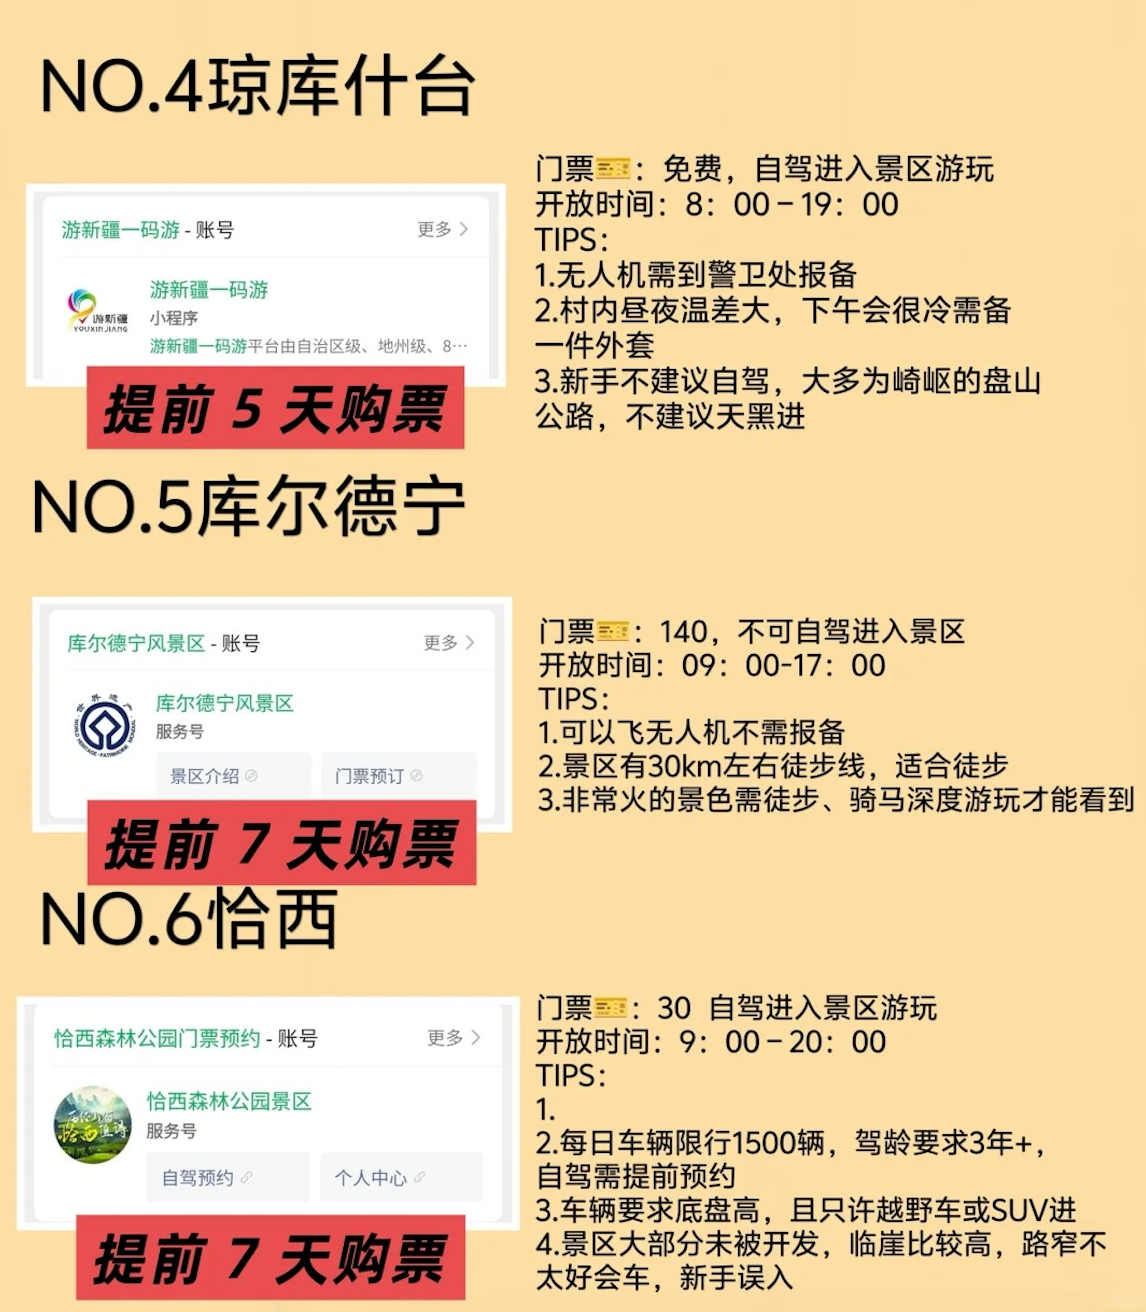 NO.4琼库什台
游新疆一码游 - 账号
更多 >
游新疆一码游
小程序
游新疆
YOUXINJIANG
游新疆一码游平台由自治区级、地州级、8…
提前 5 天购票
门票🎫：免费，自驾进入景区游玩
开放时间：8：00－19：00
TIPS：
1.无人机需到警卫处报备
2.村内昼夜温差大，下午会很冷需备
一件外套
3.新手不建议自驾，大多为崎岖的盘山
公路，不建议天黑进
NO.5库尔德宁
库尔德宁风景区 - 账号
更多 >
库尔德宁风景区
服务号
世界遗产
WORLD HERITAGE · PATRIMOINE MONDIAL
景区介绍
门票预订
提前 7 天购票
门票🎫：140，不可自驾进入景区
开放时间：09：00-17：00
TIPS：
1.可以飞无人机不需报备
2.景区有30km左右徒步线，适合徒步
3.非常火的景色需徒步、骑马深度游玩才能看到
NO.6恰西
恰西森林公园门票预约 - 账号
更多 >
恰西森林公园景区
服务号
恰西
自驾预约
个人中心
提前 7 天购票
门票🎫：30 自驾进入景区游玩
开放时间：9：00－20：00
TIPS：
1.
2.每日车辆限行1500辆，驾龄要求3年+，
自驾需提前预约
3.车辆要求底盘高，且只许越野车或SUV进
4.景区大部分未被开发，临崖比较高，路窄不
太好会车，新手误入